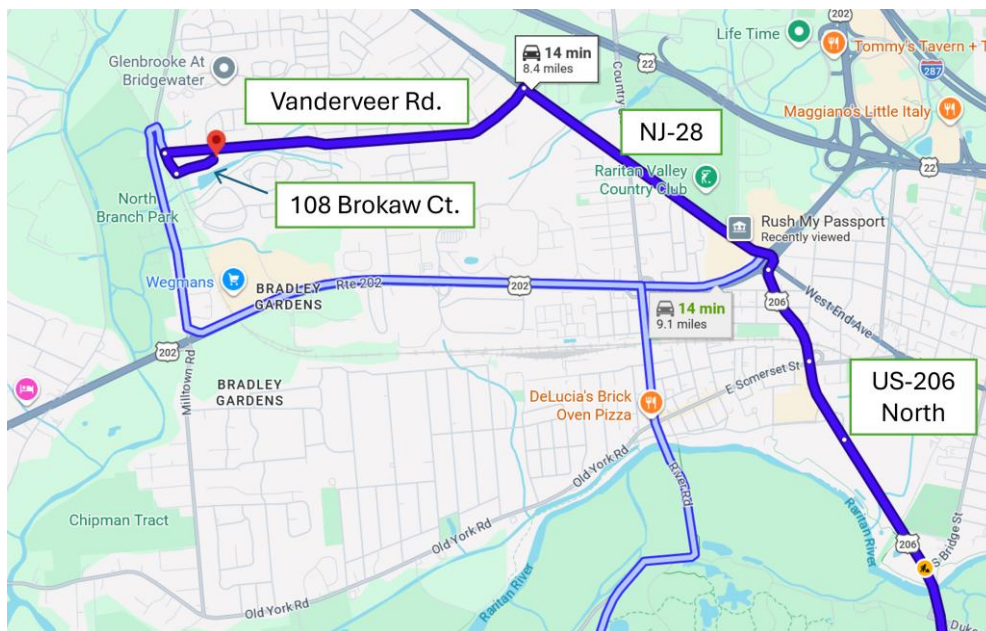 202
Life Time
22
Tommy's Tavern + T
287
Glenbrooke At
Bridgewater
14 min
8.4 miles
Vanderveer Rd.
Maggiano's Little Italy
NJ-28
22
22
Raritan Valley
Country Club
108 Brokaw Ct.
North
Branch Park
Rush My Passport
Recently viewed
Wegmans
BRADLEY
GARDENS
Rte 202
202
206
West End Ave
14 min
9.1 miles
202
Milltown Rd
BRADLEY
GARDENS
E Somerset St
US-206
North
DeLucia's Brick
Oven Pizza
Old York Rd
River Rd
Chipman Tract
Old York Rd
Raritan River
Raritan River
206
S Bridge St
Old York Rd